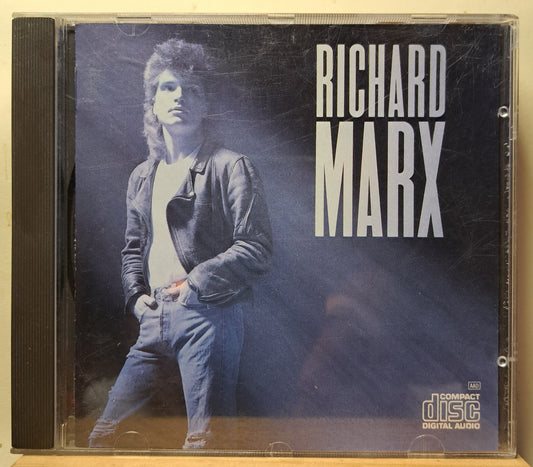 RICHARD
MARX
AAD
COMPACT
disc
DIGITAL AUDIO